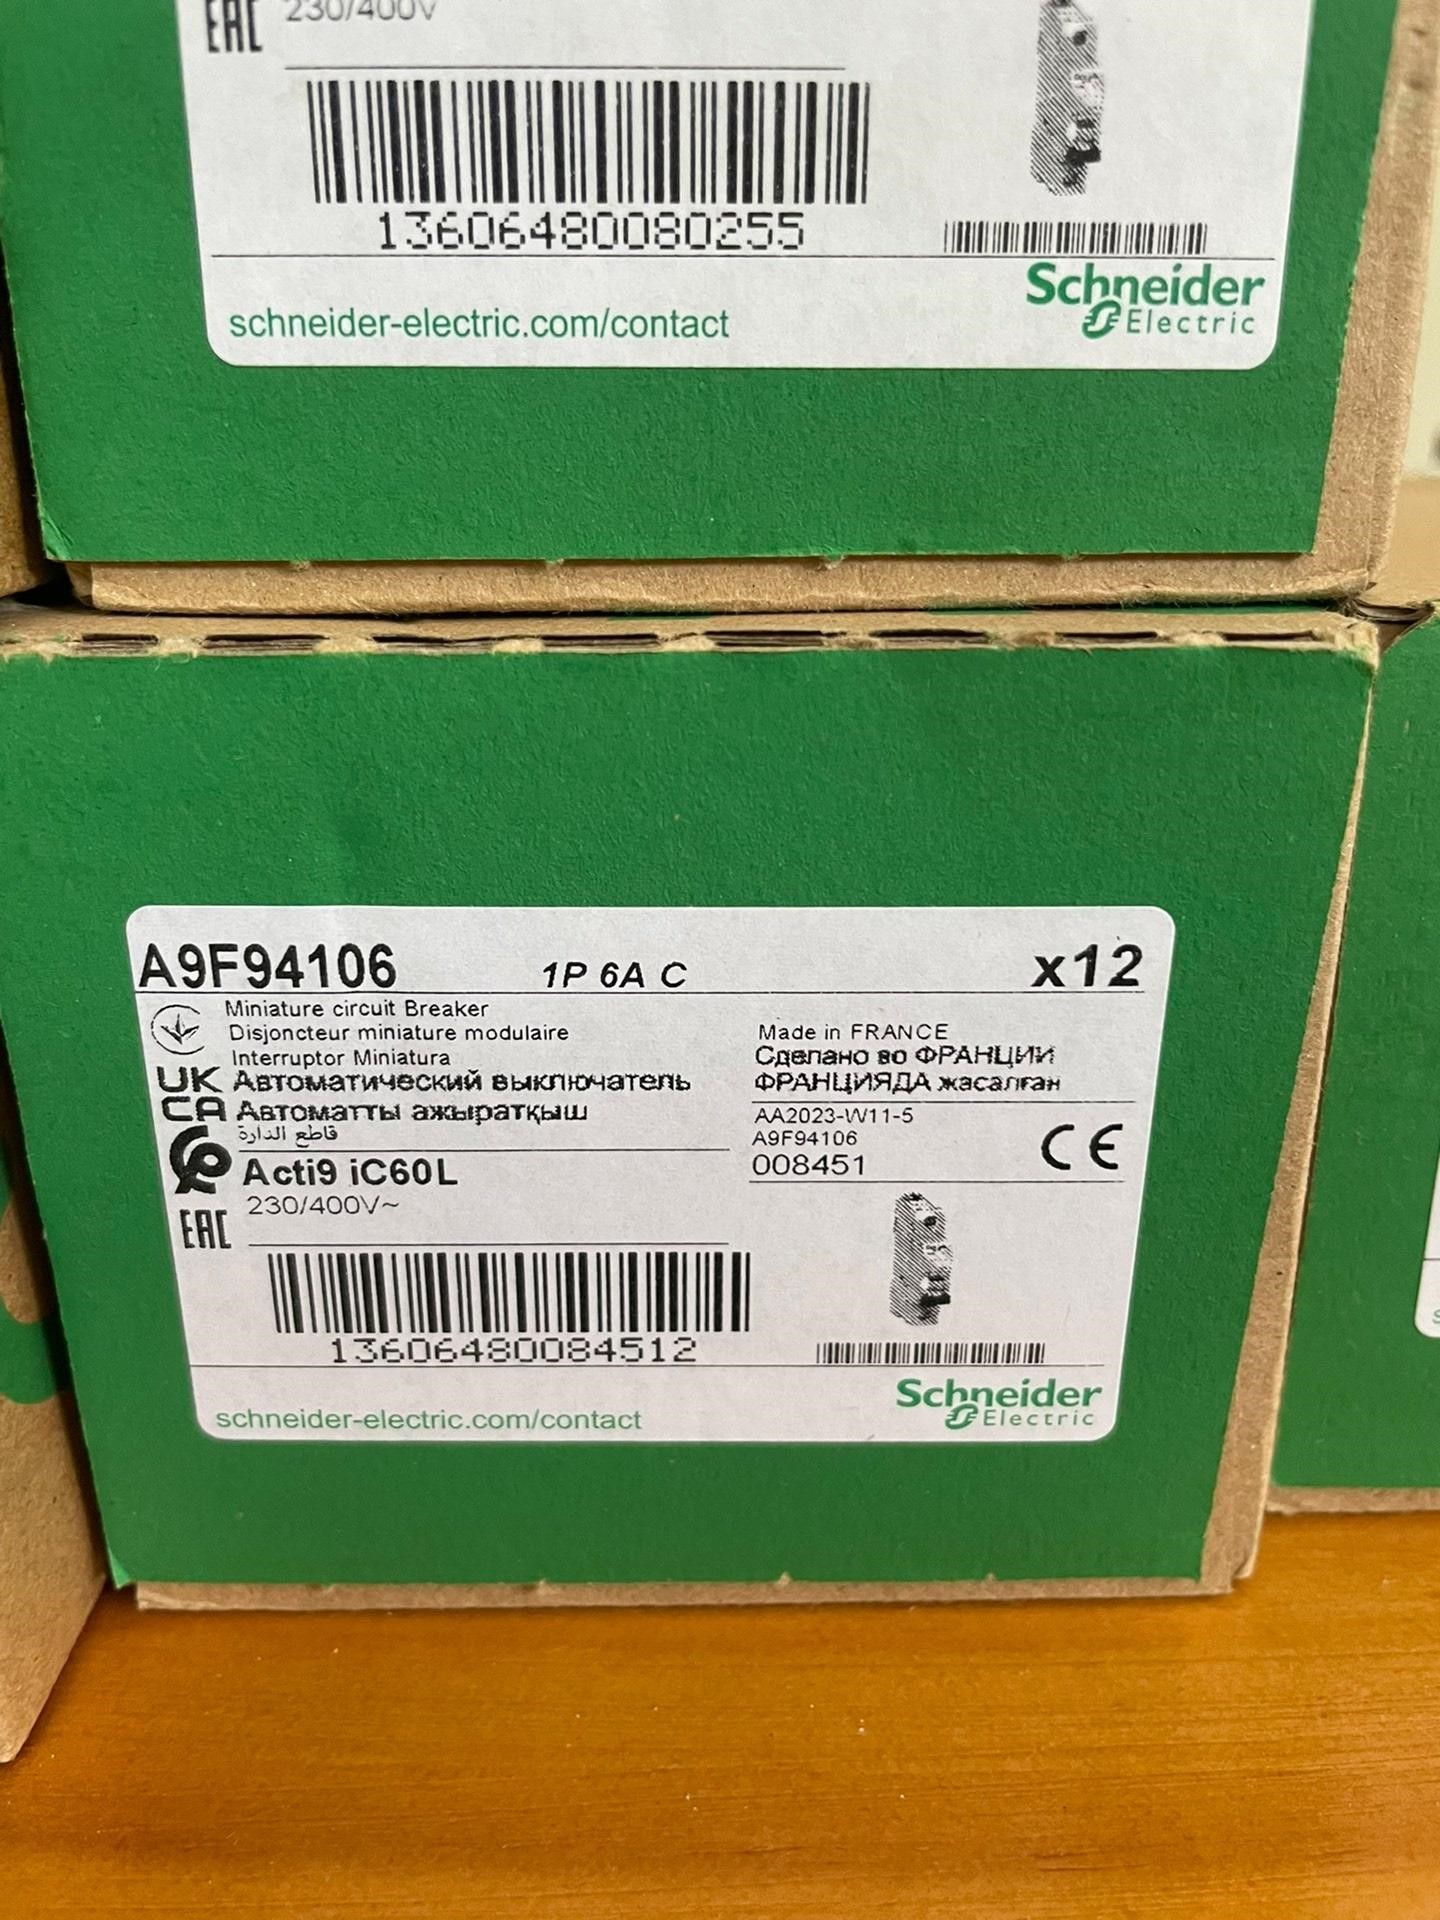 EAC
230/400V
13606480080255
schneider-electric.com/contact
Schneider
Electric
A9F94106
1P 6A C
x12
Miniature circuit Breaker
Disjoncteur miniature modulaire
Interruptor Miniatura
Автоматический выключатель
Автоматты ажыратқыш
قاطع الدارة
UK
CA
Acti9 iC60L
230/400V~
EAC
Made in FRANCE
Сделано во ФРАНЦИИ
ФРАНЦИЯДА жасалған
AA2023-W11-5
A9F94106
008451
CE
13606480084512
schneider-electric.com/contact
Schneider
Electric